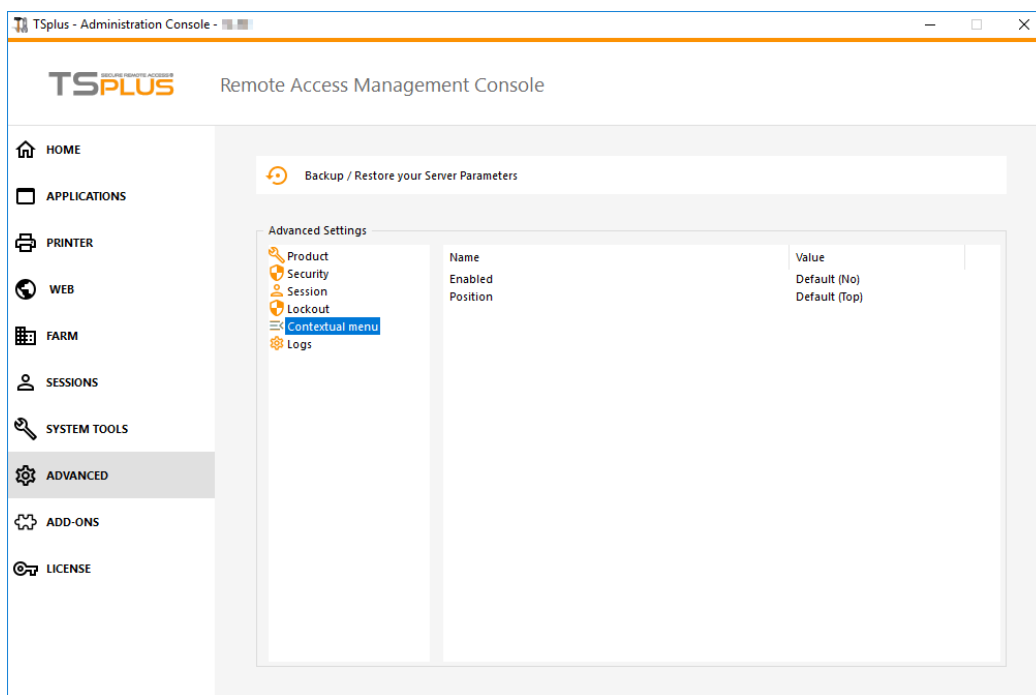 TSplus - Administration Console -
TSPLUS SECURE REMOTE ACCESS®
Remote Access Management Console
HOME
APPLICATIONS
PRINTER
WEB
FARM
SESSIONS
SYSTEM TOOLS
ADVANCED
ADD-ONS
LICENSE
Backup / Restore your Server Parameters
Advanced Settings
Product
Security
Session
Lockout
Contextual menu
Logs
Name Value
Enabled Default (No)
Position Default (Top)